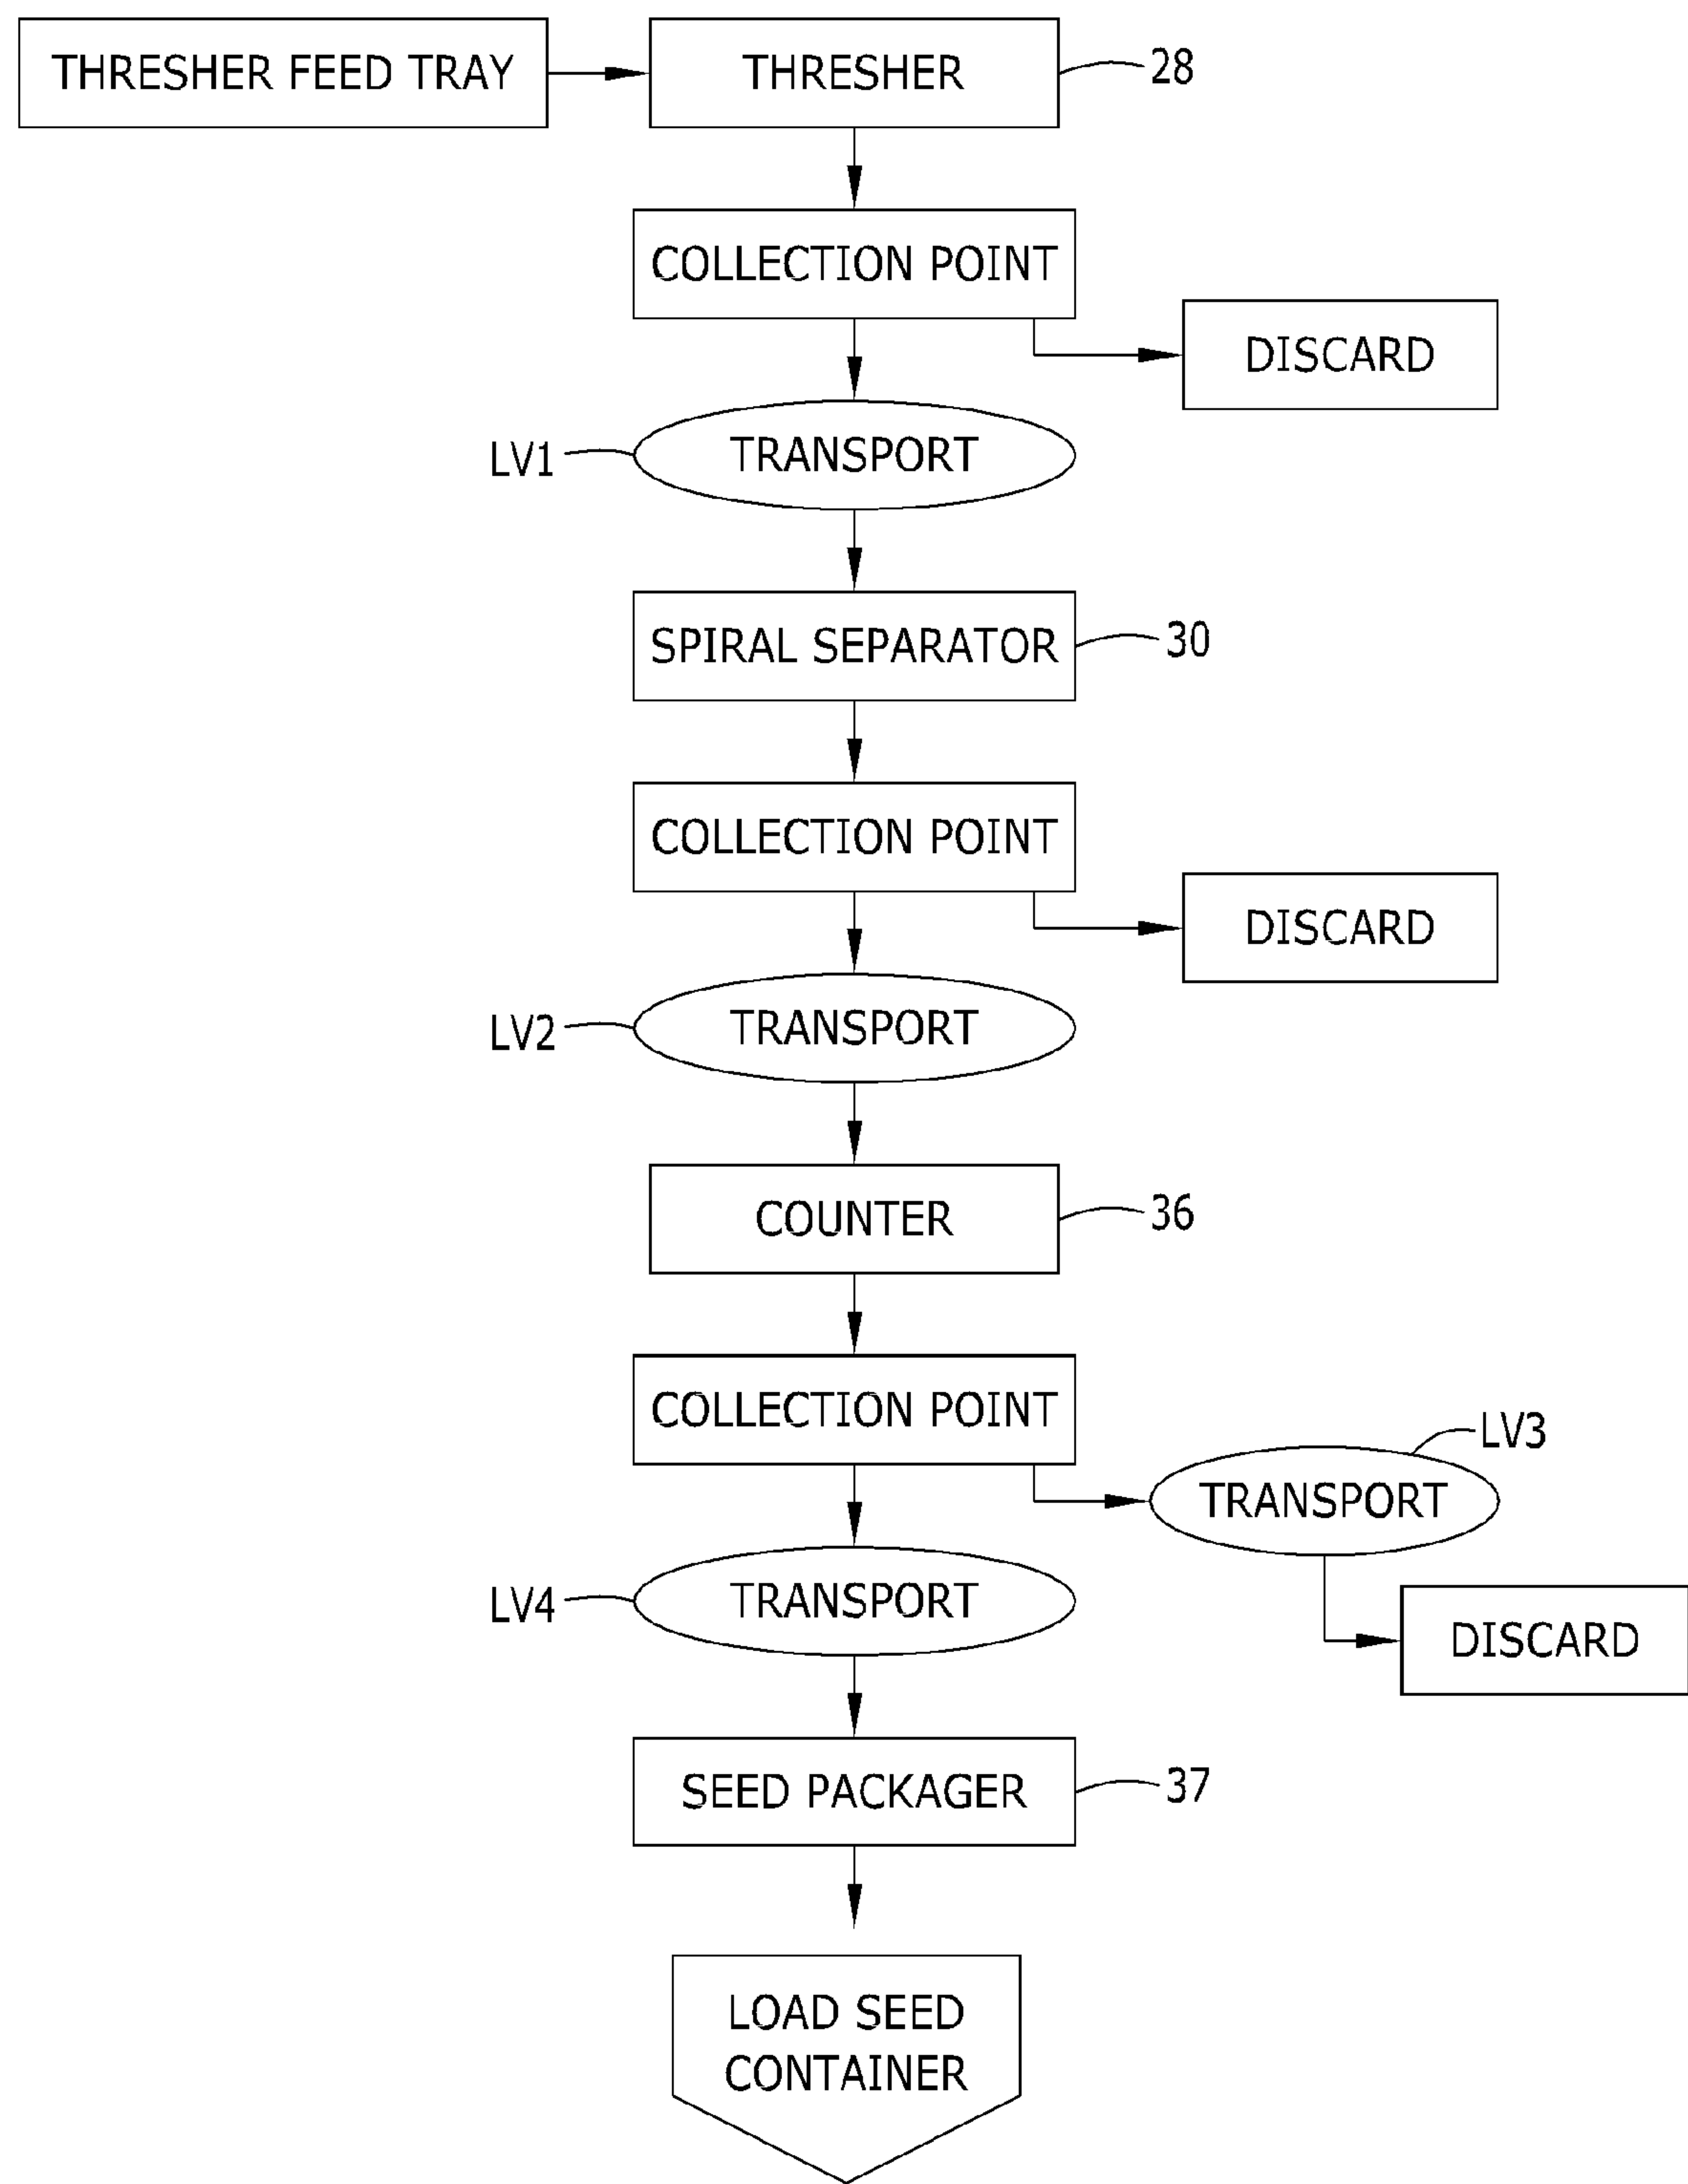 THRESHER FEED TRAY
THRESHER
28
COLLECTION POINT
DISCARD
LV1
TRANSPORT
SPIRAL SEPARATOR
30
COLLECTION POINT
DISCARD
LV2
TRANSPORT
COUNTER
36
COLLECTION POINT
LV3
TRANSPORT
LV4
TRANSPORT
DISCARD
SEED PACKAGER
37
LOAD SEED
CONTAINER